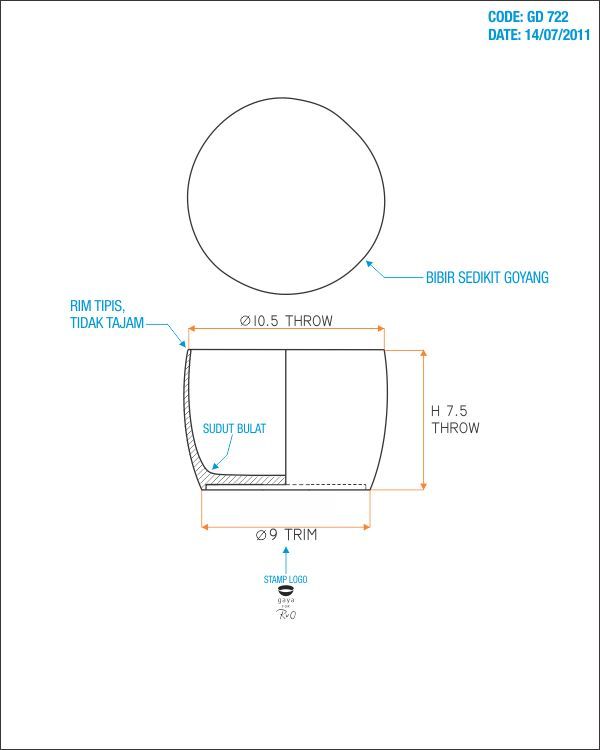 CODE: GD 722
DATE: 14/07/2011
BIBIR SEDIKIT GOYANG
RIM TIPIS,
TIDAK TAJAM
Ø10.5 THROW
H 7.5
THROW
SUDUT BULAT
Ø9 TRIM
STAMP LOGO
gaya
FOR